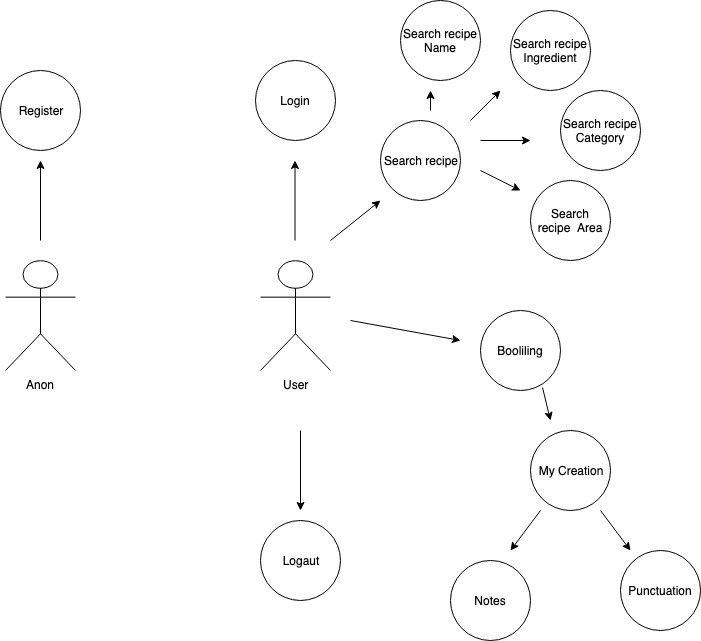 Search recipe
Name
Search recipe
Ingredient
Register
Login
Search recipe
Category
Search recipe
Search
recipe  Area
Booliling
Anon
User
My Creation
Logaut
Notes
Punctuation